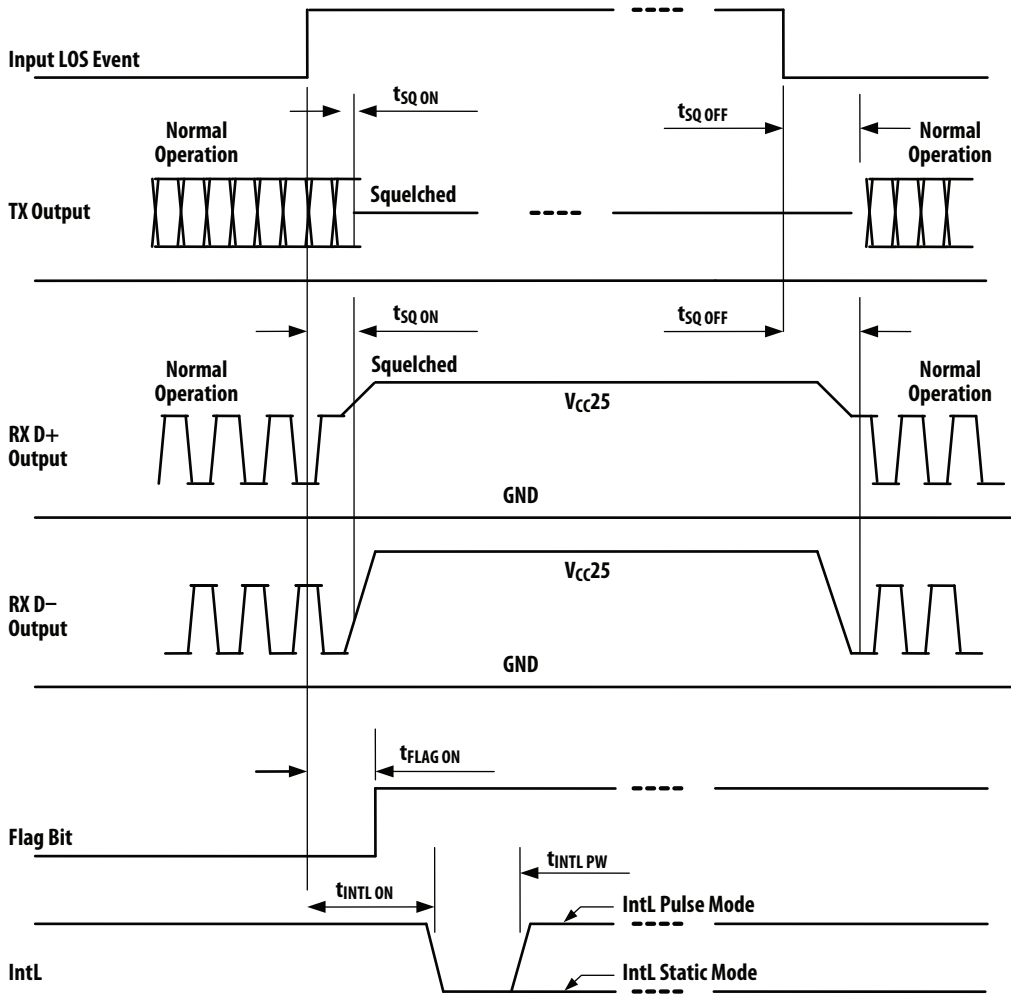 Input LOS Event
tSQ ON
tSQ OFF
Normal
Operation
Normal
Operation
TX Output
Squelched
tSQ ON
tSQ OFF
Squelched
Normal
Operation
Normal
Operation
VCC25
RX D+
Output
GND
VCC25
RX D−
Output
GND
tFLAG ON
Flag Bit
tINTL PW
tINTL ON
IntL Pulse Mode
IntL
IntL Static Mode